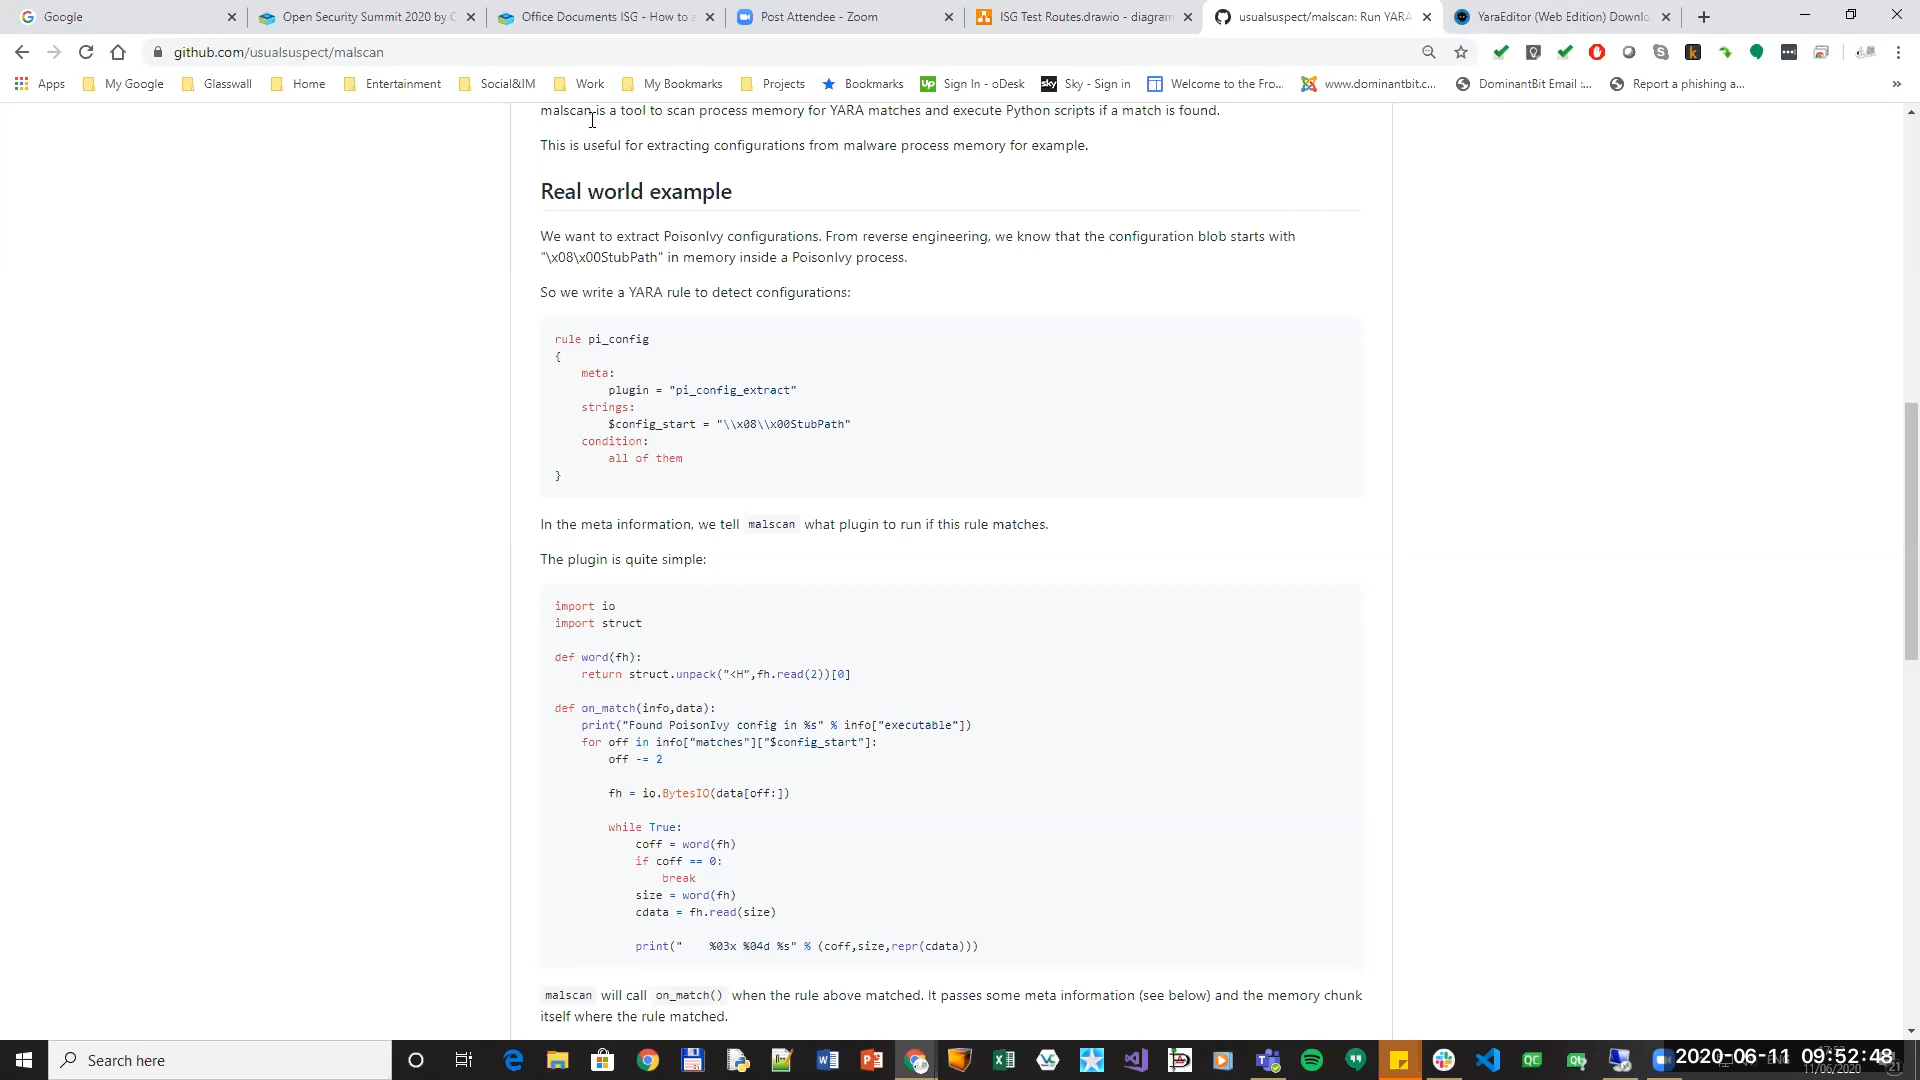 Google
Open Security Summit 2020 by C
Office Documents ISG - How to a
Post Attendee - Zoom
ISG Test Routes.drawio - diagram
usualsuspect/malscan: Run YARA
YaraEditor (Web Edition) Downlo
github.com/usualsuspect/malscan
Apps
My Google
Glasswall
Home
Entertainment
Social&IM
Work
My Bookmarks
Projects
Bookmarks
Up Sign In - oDesk
sky Sky - Sign in
Welcome to the Fro...
www.dominantbit.c...
DominantBit Email :...
Report a phishing a...
malscan is a tool to scan process memory for YARA matches and execute Python scripts if a match is found.
This is useful for extracting configurations from malware process memory for example.
Real world example
We want to extract PoisonIvy configurations. From reverse engineering, we know that the configuration blob starts with
"\x08\x00StubPath" in memory inside a PoisonIvy process.
So we write a YARA rule to detect configurations:
rule pi_config
{
meta:
plugin = "pi_config_extract"
strings:
$config_start = "\\x08\\x00StubPath"
condition:
all of them
}
In the meta information, we tell malscan what plugin to run if this rule matches.
The plugin is quite simple:
import io
import struct
def word(fh):
return struct.unpack("<H",fh.read(2))[0]
def on_match(info,data):
print("Found PoisonIvy config in %s" % info["executable"])
for off in info["matches"]["$config_start"]:
off -= 2
fh = io.BytesIO(data[off:])
while True:
coff = word(fh)
if coff == 0:
break
size = word(fh)
cdata = fh.read(size)
print("    %03x %04d %s" % (coff,size,repr(cdata)))
malscan will call on_match() when the rule above matched. It passes some meta information (see below) and the memory chunk
itself where the rule matched.
Search here
2020-06-11 09:52:48
11/06/2020